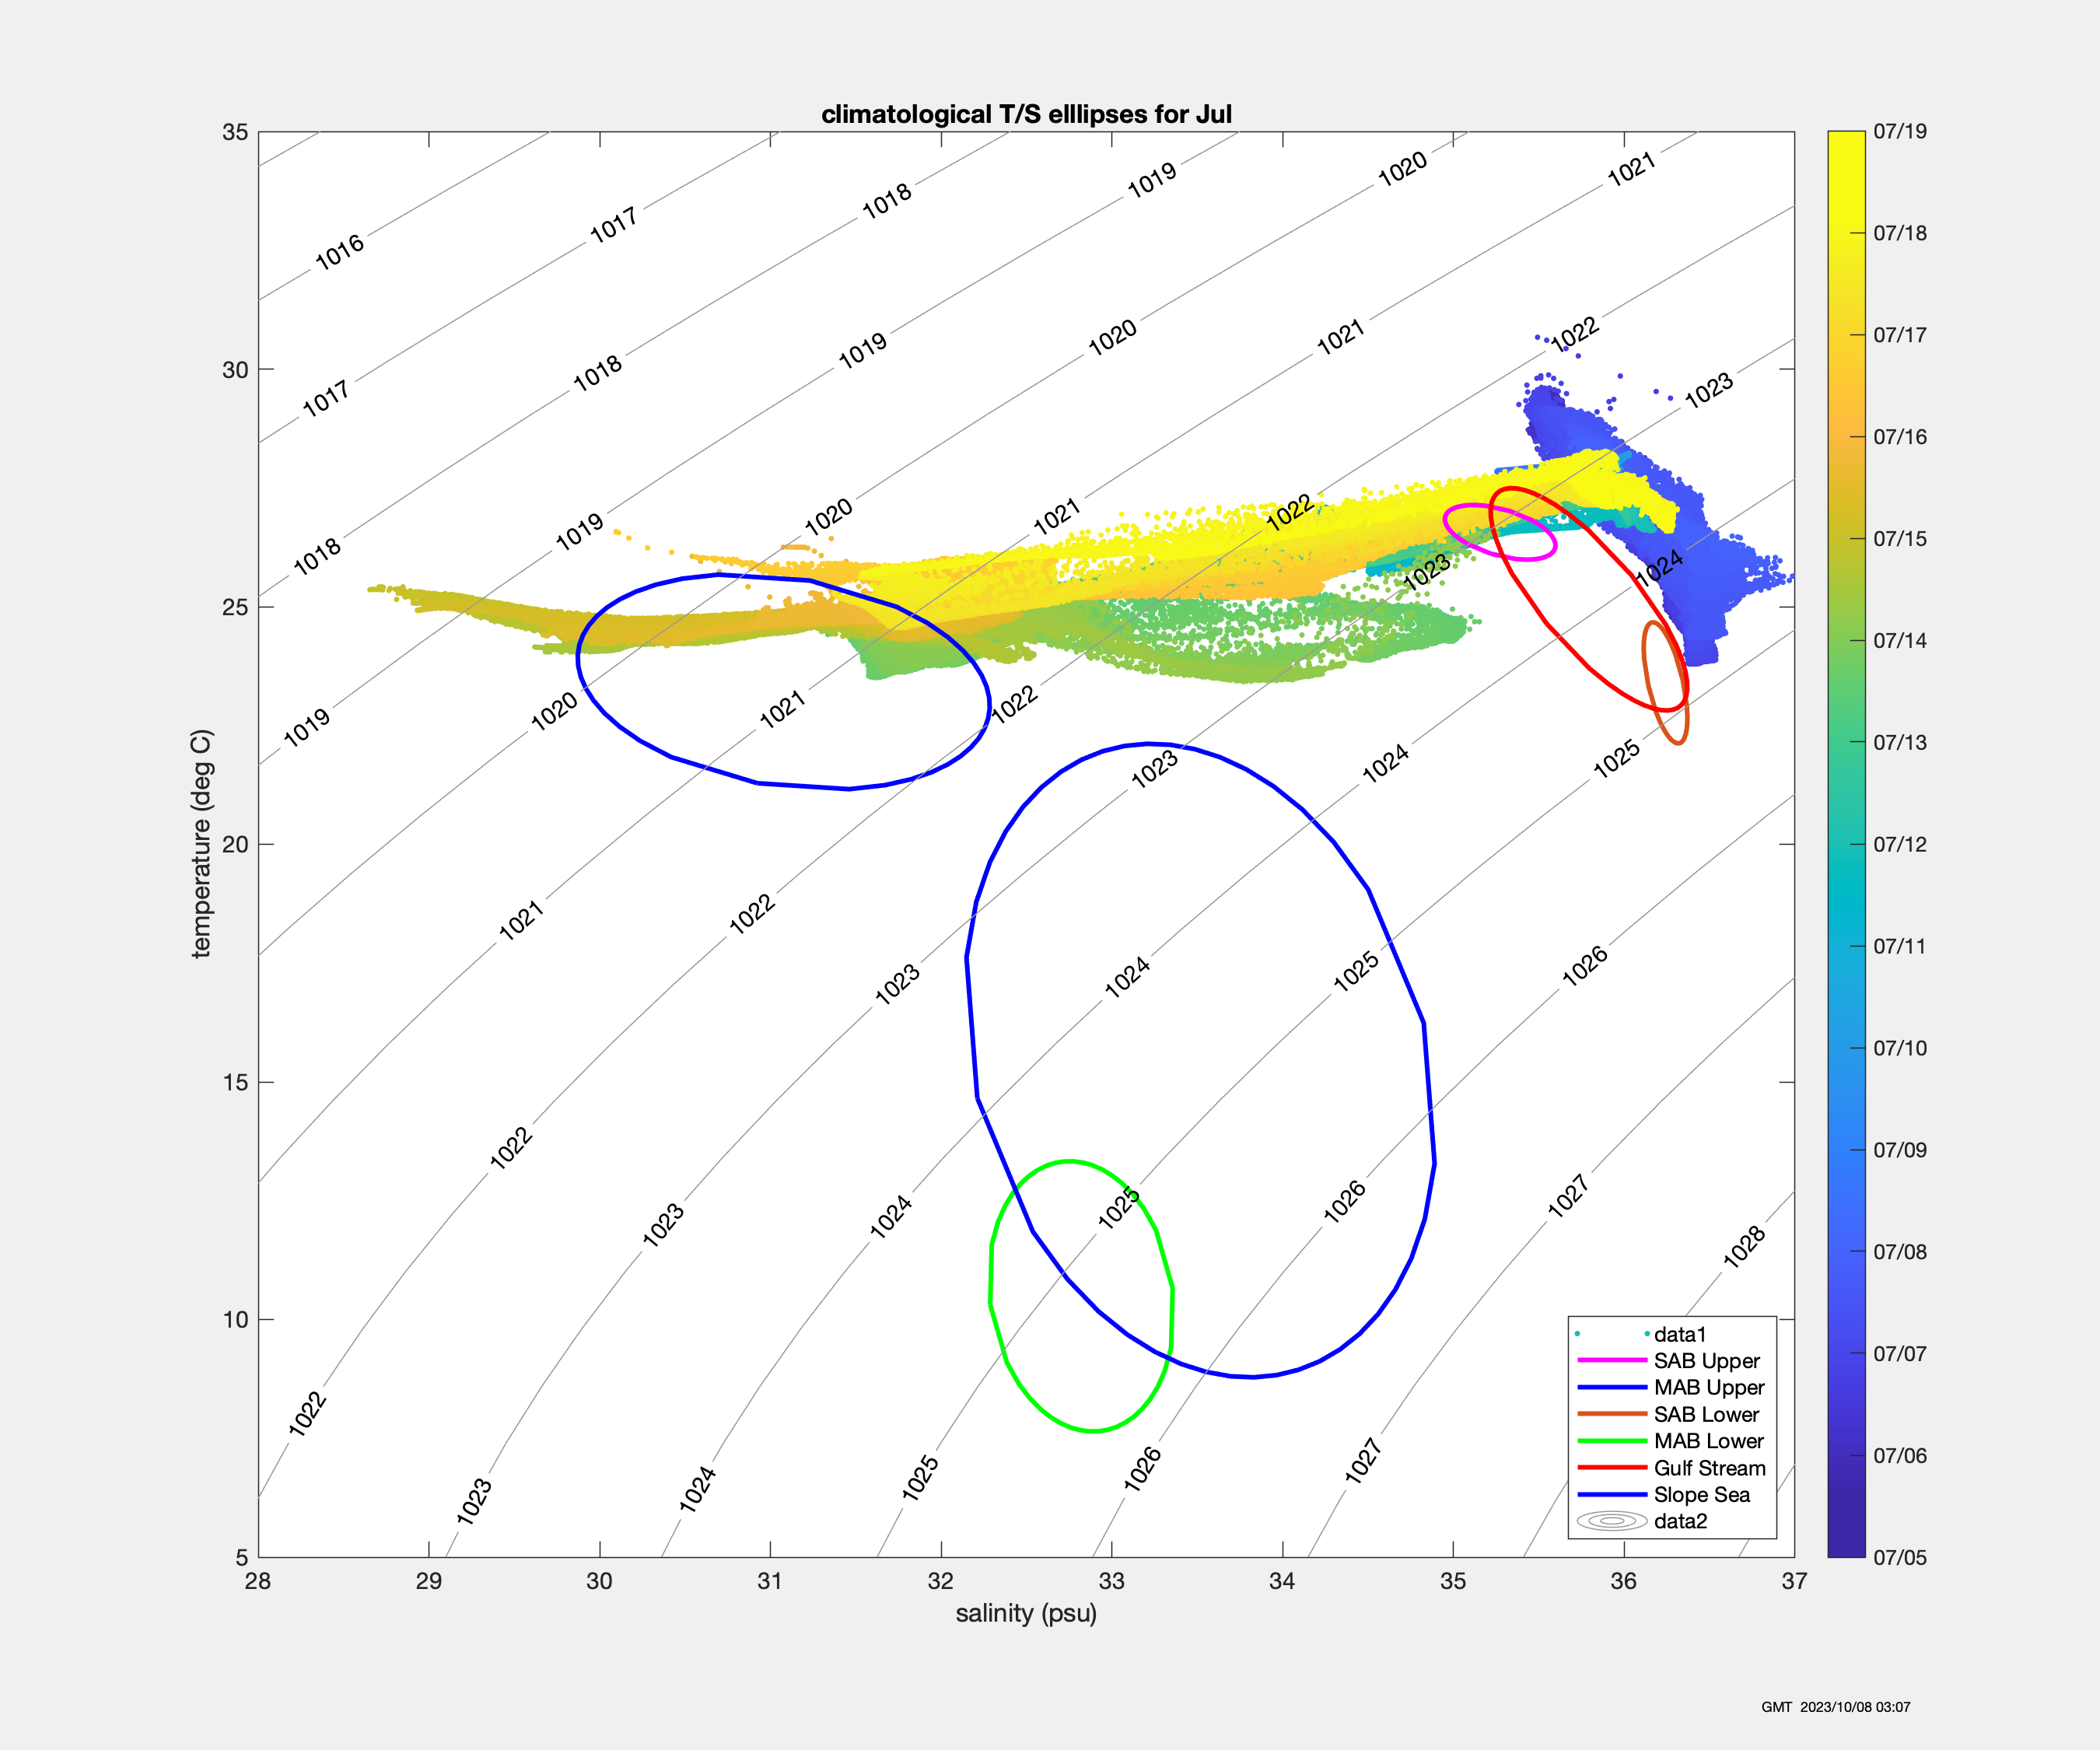 climatological T/S elllipses for Jul
35
30
25
20
15
10
5
temperature (deg C)
28 29 30 31 32 33 34 35 36 37
salinity (psu)
1016 1017 1018 1019 1020 1021
1017 1018 1019 1020 1021 1022 1023
1018 1019 1020 1021 1022 1023 1024
1019 1020 1021 1022 1023 1024 1025
1021 1022 1023 1024 1025 1026
1022 1023 1024 1025 1026 1027 1028
1022 1023 1024 1025 1026 1027
07/19
07/18
07/17
07/16
07/15
07/14
07/13
07/12
07/11
07/10
07/09
07/08
07/07
07/06
07/05
data1
SAB Upper
MAB Upper
SAB Lower
MAB Lower
Gulf Stream
Slope Sea
data2
GMT 2023/10/08 03:07